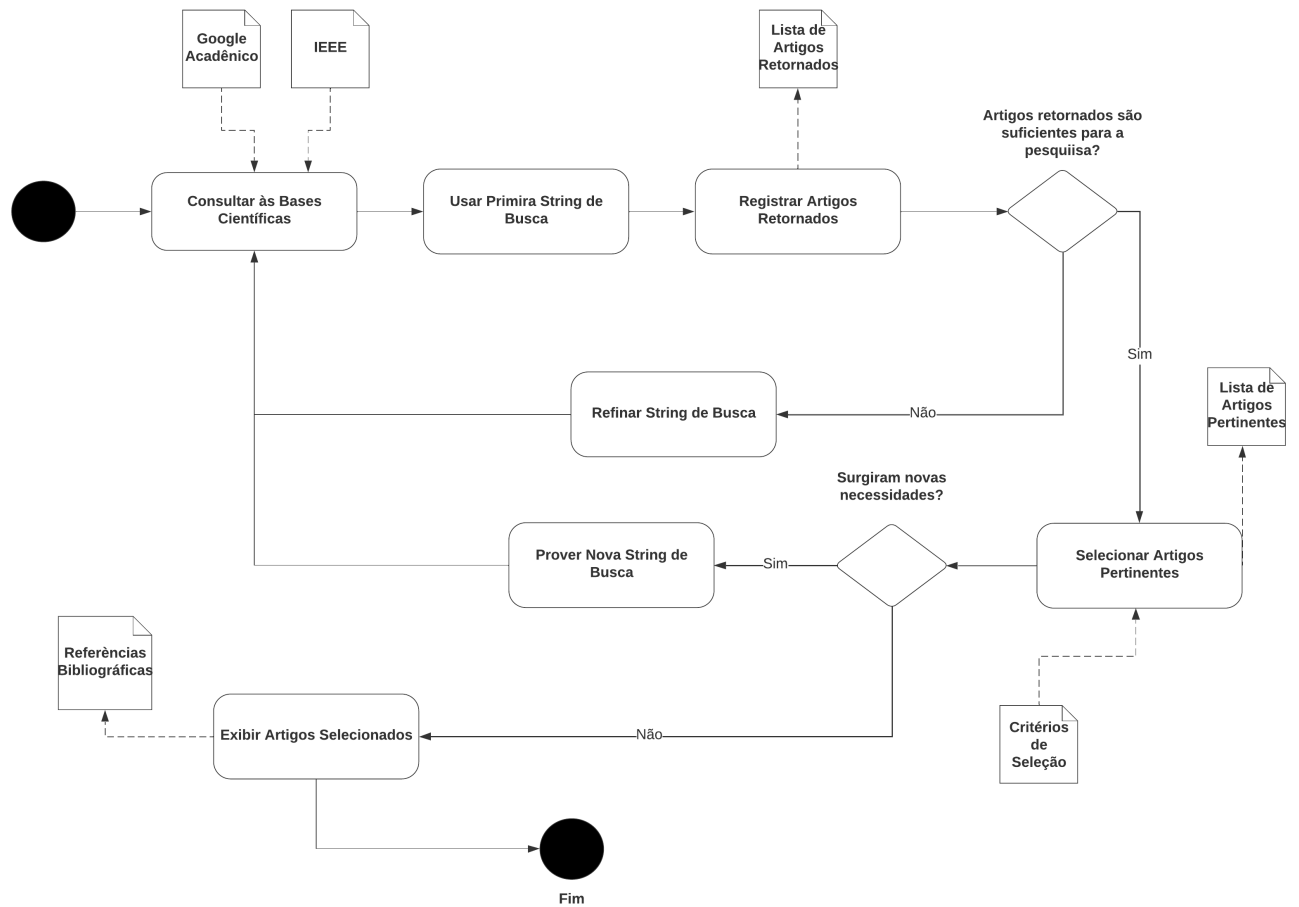 Google
Acadênico
IEEE
Lista de
Artigos
Retornados
Artigos retornados são
suficientes para a
pesquiisa?
Consultar às Bases
Científicas
Usar Primira String de
Busca
Registrar Artigos
Retornados
Sim
Lista de
Artigos
Pertinentes
Refinar String de Busca
Não
Surgiram novas
necessidades?
Prover Nova String de
Busca
Sim
Selecionar Artigos
Pertinentes
Referèncias
Bibliográficas
Exibir Artigos Selecionados
Não
Critérios
de
Seleção
Fim